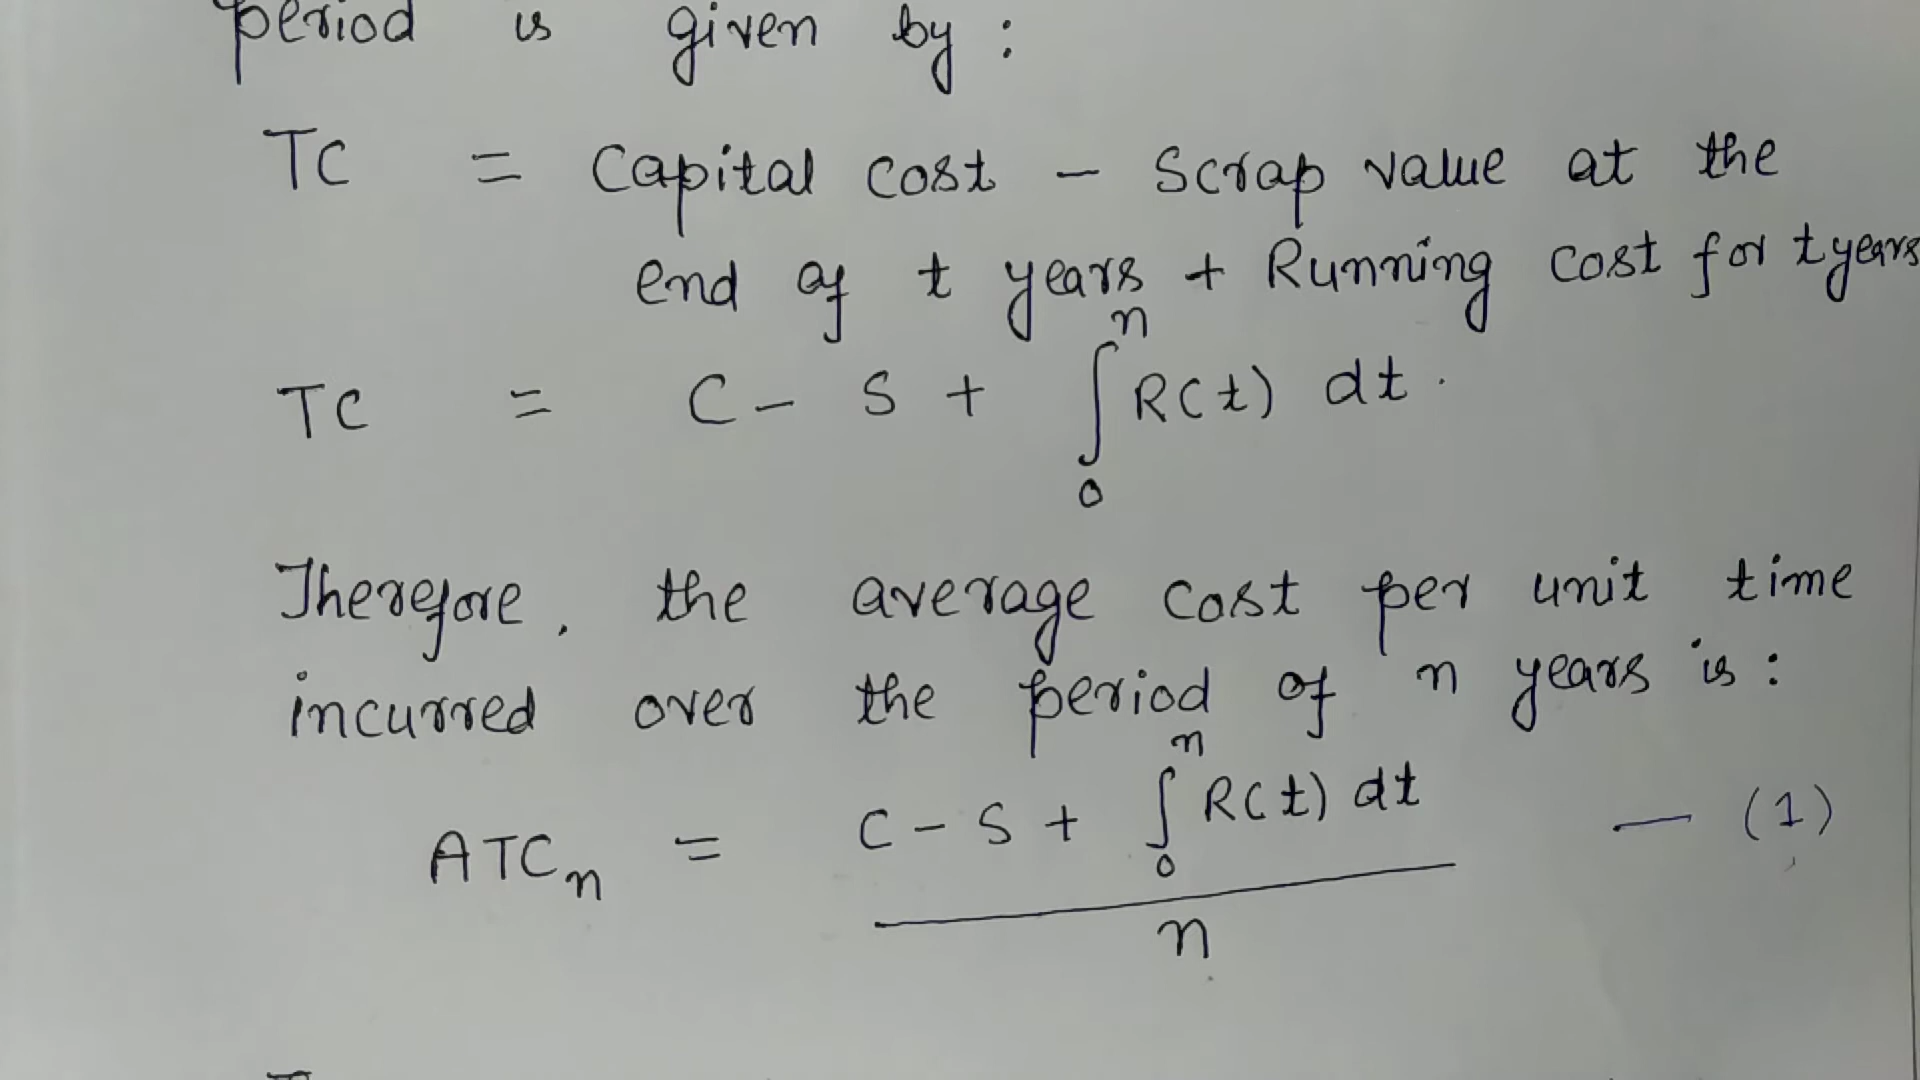 period is given by :
TC = Capital cost - Scrap value at the
end of t years + Running cost for t years
TC = C - S + ∫₀ⁿ R(t) dt .
Therefore, the average cost per unit time
incurred over the period of n years is :
ATCₙ = (C - S + ∫₀ⁿ R(t) dt) / n — (1)